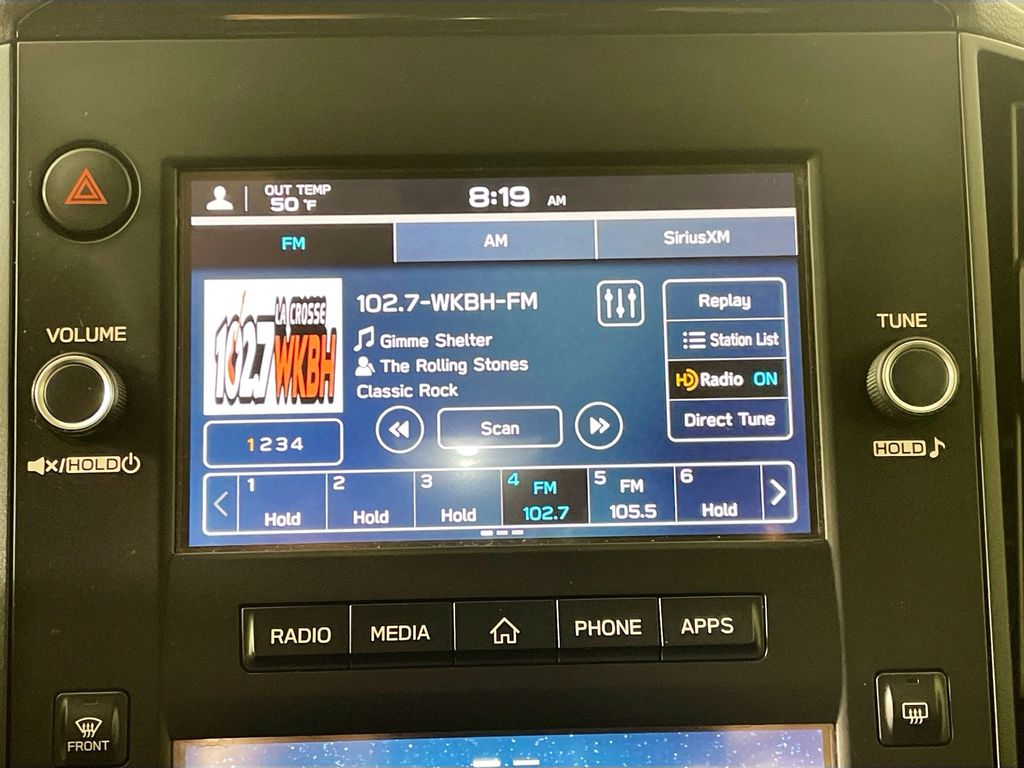 OUT TEMP
50 °F
8:19 AM
FM
AM
SiriusXM
LA CROSSE
102.7 WKBH
102.7-WKBH-FM
Gimme Shelter
The Rolling Stones
Classic Rock
Replay
Station List
HD Radio ON
Direct Tune
1234
Scan
1
Hold
2
Hold
3
Hold
4
FM
102.7
5
FM
105.5
6
Hold
VOLUME
/HOLD
TUNE
HOLD
RADIO
MEDIA
PHONE
APPS
FRONT